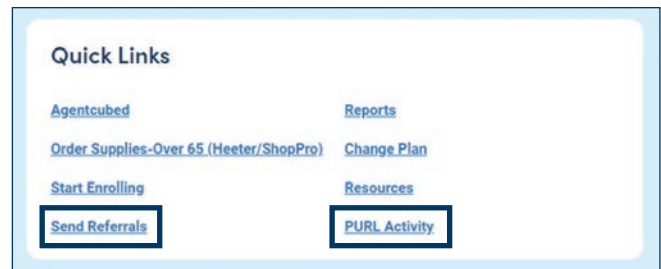 Quick Links
Agentcubed
Reports
Order Supplies-Over 65 (Heeter/ShopPro)
Change Plan
Start Enrolling
Resources
Send Referrals
PURL Activity